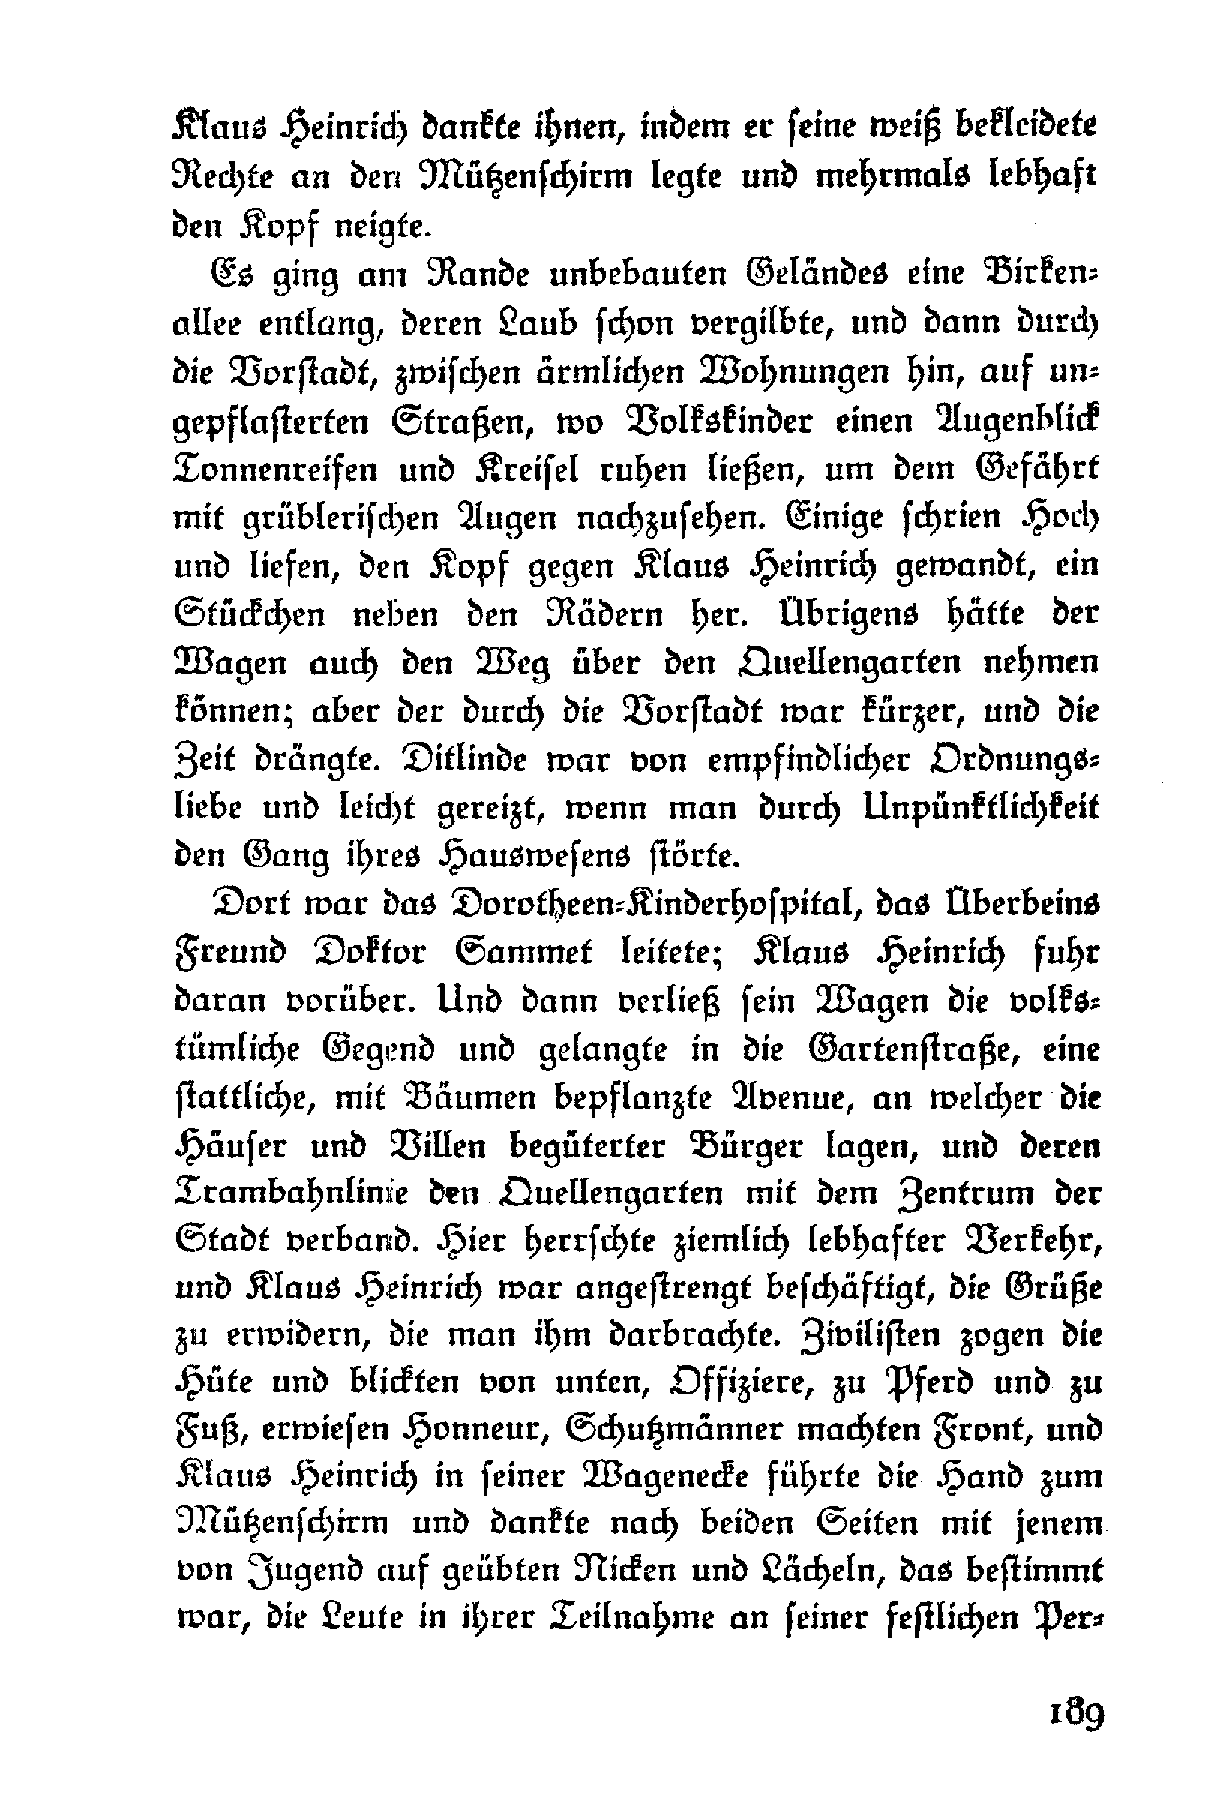 Klaus Heinrich dankte ihnen, indem er seine weiß bekleidete
Rechte an den Mützenschirm legte und mehrmals lebhaft
den Kopf neigte.
Es ging am Rande unbebauten Geländes eine Birken-
allee entlang, deren Laub schon vergilbte, und dann durch
die Vorstadt, zwischen ärmlichen Wohnungen hin, auf un-
gepflasterten Straßen, wo Volkskinder einen Augenblick
Tonnenreifen und Kreisel ruhen ließen, um dem Gefährt
mit grüblerischen Augen nachzusehen. Einige schrien Hoch
und liefen, den Kopf gegen Klaus Heinrich gewandt, ein
Stückchen neben den Rädern her. Übrigens hätte der
Wagen auch den Weg über den Quellengarten nehmen
können; aber der durch die Vorstadt war kürzer, und die
Zeit drängte. Ditlinde war von empfindlicher Ordnungs-
liebe und leicht gereizt, wenn man durch Unpünktlichkeit
den Gang ihres Hauswesens störte.
Dort war das Dorotheen-Kinderhospital, das Überbeins
Freund Doktor Sammet leitete; Klaus Heinrich fuhr
daran vorüber. Und dann verließ sein Wagen die volks-
tümliche Gegend und gelangte in die Gartenstraße, eine
stattliche, mit Bäumen bepflanzte Avenue, an welcher die
Häuser und Villen begüterter Bürger lagen, und deren
Trambahnlinie den Quellengarten mit dem Zentrum der
Stadt verband. Hier herrschte ziemlich lebhafter Verkehr,
und Klaus Heinrich war angestrengt beschäftigt, die Grüße
zu erwidern, die man ihm darbrachte. Zivilisten zogen die
Hüte und blickten von unten, Offiziere, zu Pferd und zu
Fuß, erwiesen Honneur, Schutzmänner machten Front, und
Klaus Heinrich in seiner Wagenecke führte die Hand zum
Mützenschirm und dankte nach beiden Seiten mit jenem
von Jugend auf geübten Nicken und Lächeln, das bestimmt
war, die Leute in ihrer Teilnahme an seiner festlichen Per-
189